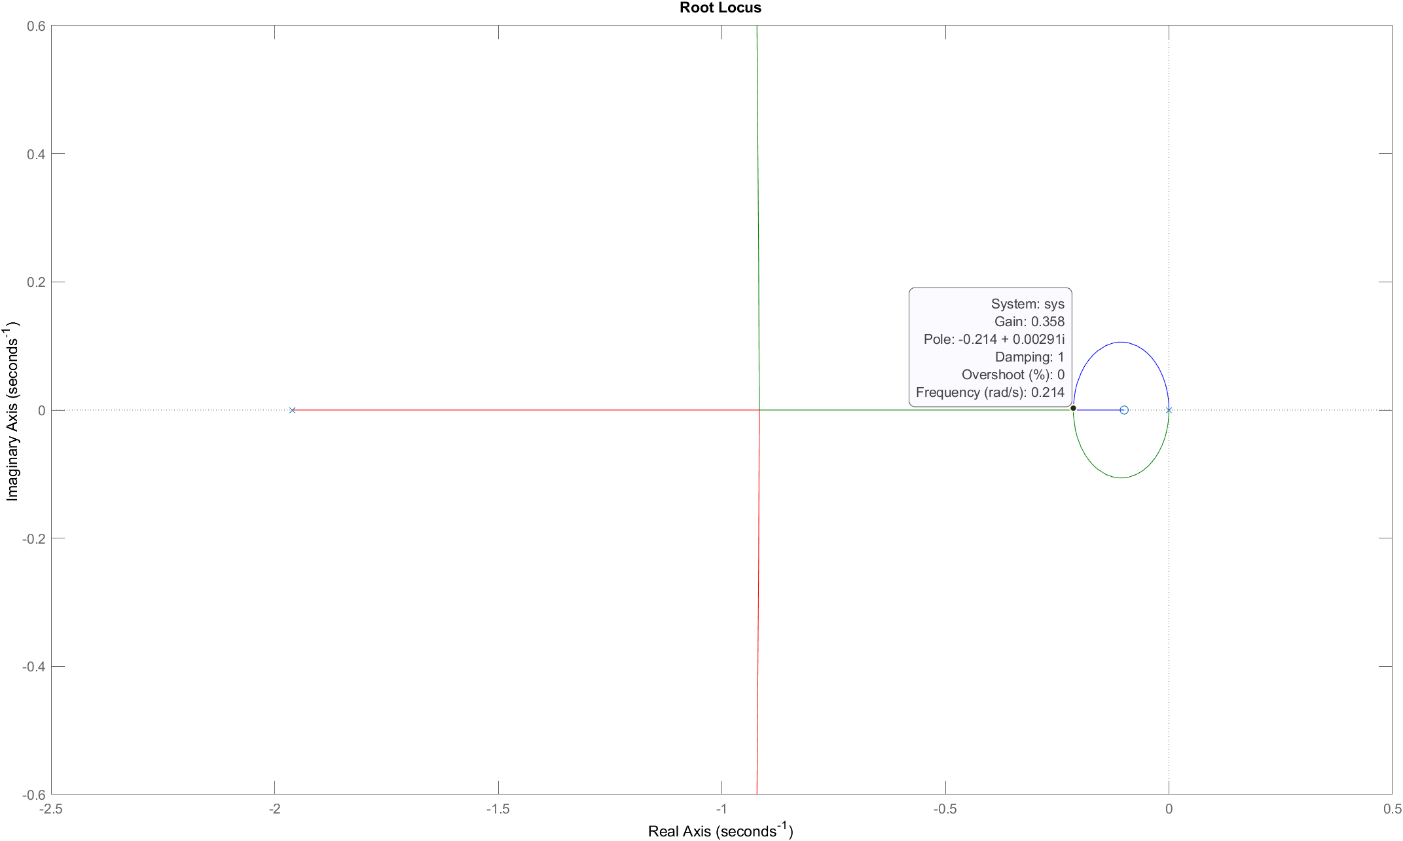 Root Locus
0.6
0.4
0.2
0
-0.2
-0.4
-0.6
Imaginary Axis (seconds⁻¹)
System: sys
Gain: 0.358
Pole: -0.214 + 0.00291i
Damping: 1
Overshoot (%): 0
Frequency (rad/s): 0.214
-2.5 -2 -1.5 -1 -0.5 0 0.5
Real Axis (seconds⁻¹)